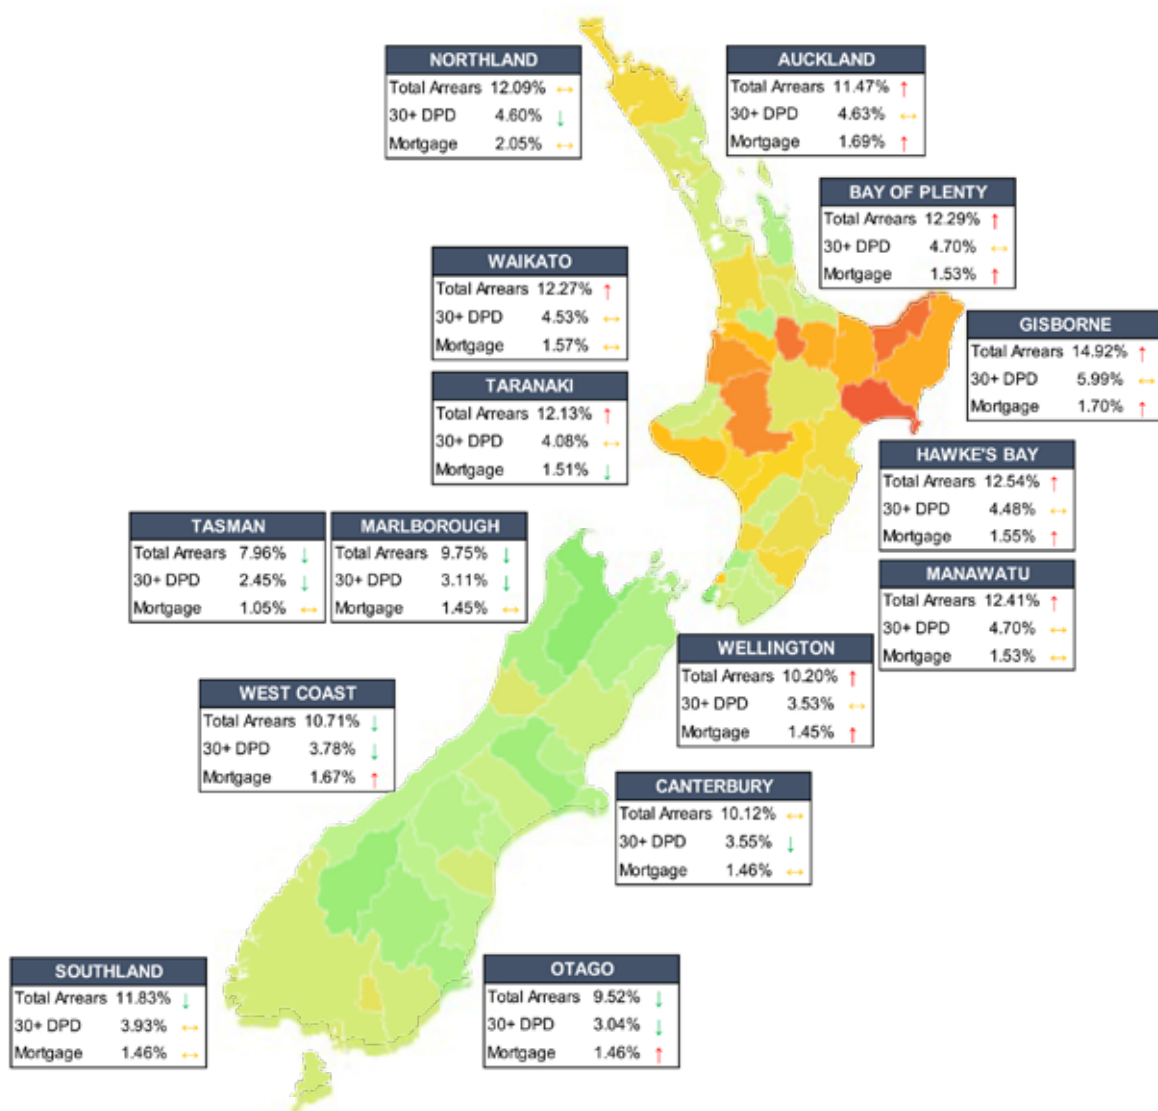 NORTHLAND
Total Arrears 12.09% ↔
30+ DPD 4.60% ↓
Mortgage 2.05% ↔
AUCKLAND
Total Arrears 11.47% ↑
30+ DPD 4.63% ↔
Mortgage 1.69% ↑
BAY OF PLENTY
Total Arrears 12.29% ↑
30+ DPD 4.70% ↔
Mortgage 1.53% ↑
WAIKATO
Total Arrears 12.27% ↑
30+ DPD 4.53% ↔
Mortgage 1.57% ↔
GISBORNE
Total Arrears 14.92% ↑
30+ DPD 5.99% ↔
Mortgage 1.70% ↑
TARANAKI
Total Arrears 12.13% ↑
30+ DPD 4.08% ↔
Mortgage 1.51% ↓
HAWKE'S BAY
Total Arrears 12.54% ↑
30+ DPD 4.48% ↔
Mortgage 1.55% ↑
TASMAN
Total Arrears 7.96% ↓
30+ DPD 2.45% ↓
Mortgage 1.05% ↔
MARLBOROUGH
Total Arrears 9.75% ↓
30+ DPD 3.11% ↓
Mortgage 1.45% ↔
MANAWATU
Total Arrears 12.41% ↑
30+ DPD 4.70% ↔
Mortgage 1.53% ↔
WELLINGTON
Total Arrears 10.20% ↑
30+ DPD 3.53% ↔
Mortgage 1.45% ↑
WEST COAST
Total Arrears 10.71% ↓
30+ DPD 3.78% ↓
Mortgage 1.67% ↑
CANTERBURY
Total Arrears 10.12% ↔
30+ DPD 3.55% ↓
Mortgage 1.46% ↔
SOUTHLAND
Total Arrears 11.83% ↓
30+ DPD 3.93% ↔
Mortgage 1.46% ↔
OTAGO
Total Arrears 9.52% ↓
30+ DPD 3.04% ↓
Mortgage 1.46% ↑